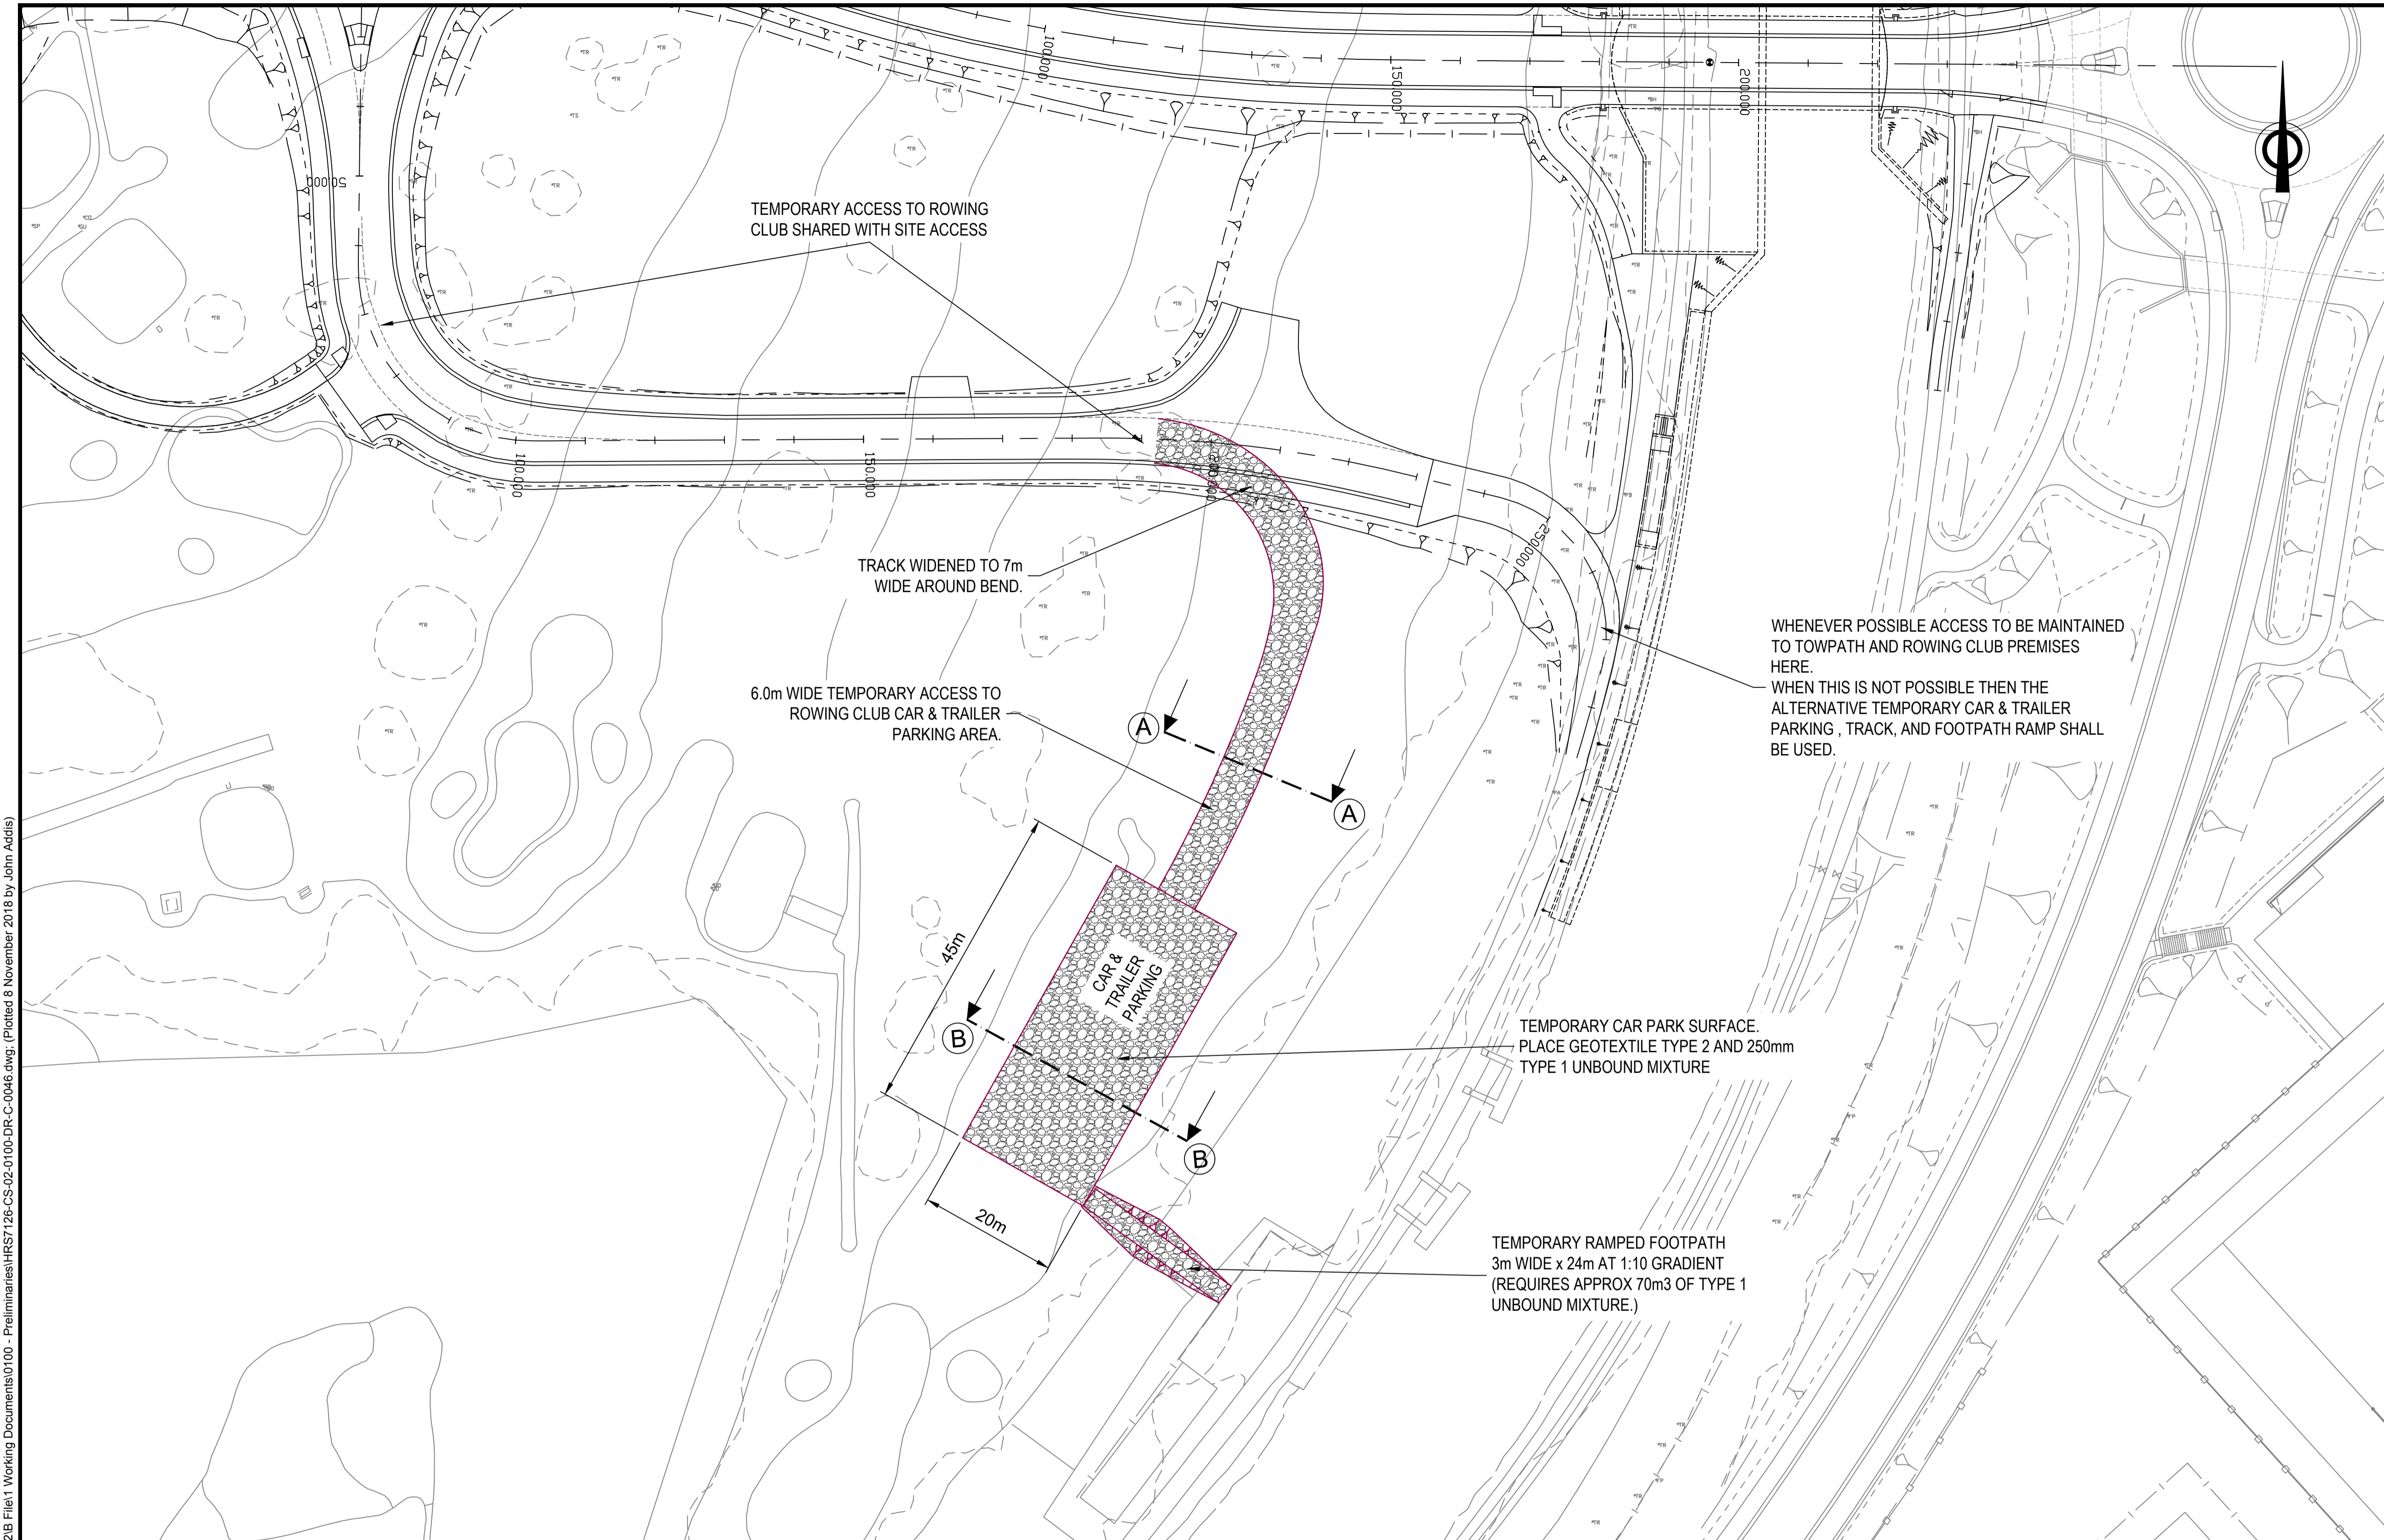 100.000
150.000
200.000
50.000
TEMPORARY ACCESS TO ROWING
CLUB SHARED WITH SITE ACCESS
100.000
150.000
250.000
TRACK WIDENED TO 7m
WIDE AROUND BEND.
WHENEVER POSSIBLE ACCESS TO BE MAINTAINED
TO TOWPATH AND ROWING CLUB PREMISES
HERE.
WHEN THIS IS NOT POSSIBLE THEN THE
ALTERNATIVE TEMPORARY CAR & TRAILER
PARKING , TRACK, AND FOOTPATH RAMP SHALL
BE USED.
6.0m WIDE TEMPORARY ACCESS TO
ROWING CLUB CAR & TRAILER
PARKING AREA.
A
A
45m
CAR &
TRAILER
PARKING
B
B
TEMPORARY CAR PARK SURFACE.
PLACE GEOTEXTILE TYPE 2 AND 250mm
TYPE 1 UNBOUND MIXTURE
20m
TEMPORARY RAMPED FOOTPATH
3m WIDE x 24m AT 1:10 GRADIENT
(REQUIRES APPROX 70m3 OF TYPE 1
UNBOUND MIXTURE.)
2\B File\1 Working Documents\0100 - Preliminaries\HRS7126-CS-02-0100-DR-C-0046.dwg; (Plotted 8 November 2018 by John Addis)